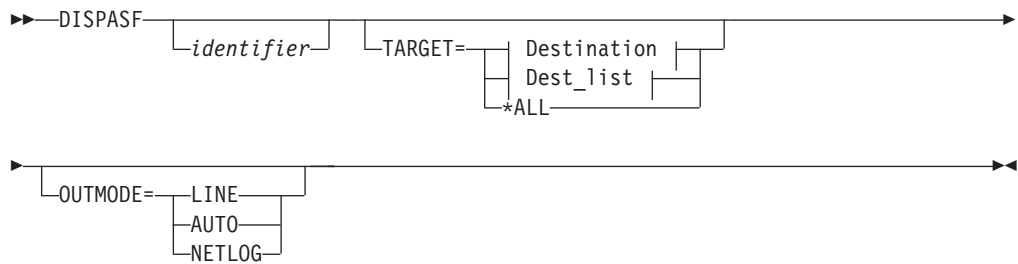 DISPASF
identifier
TARGET= Destination
Dest_list
*ALL
OUTMODE= LINE
AUTO
NETLOG